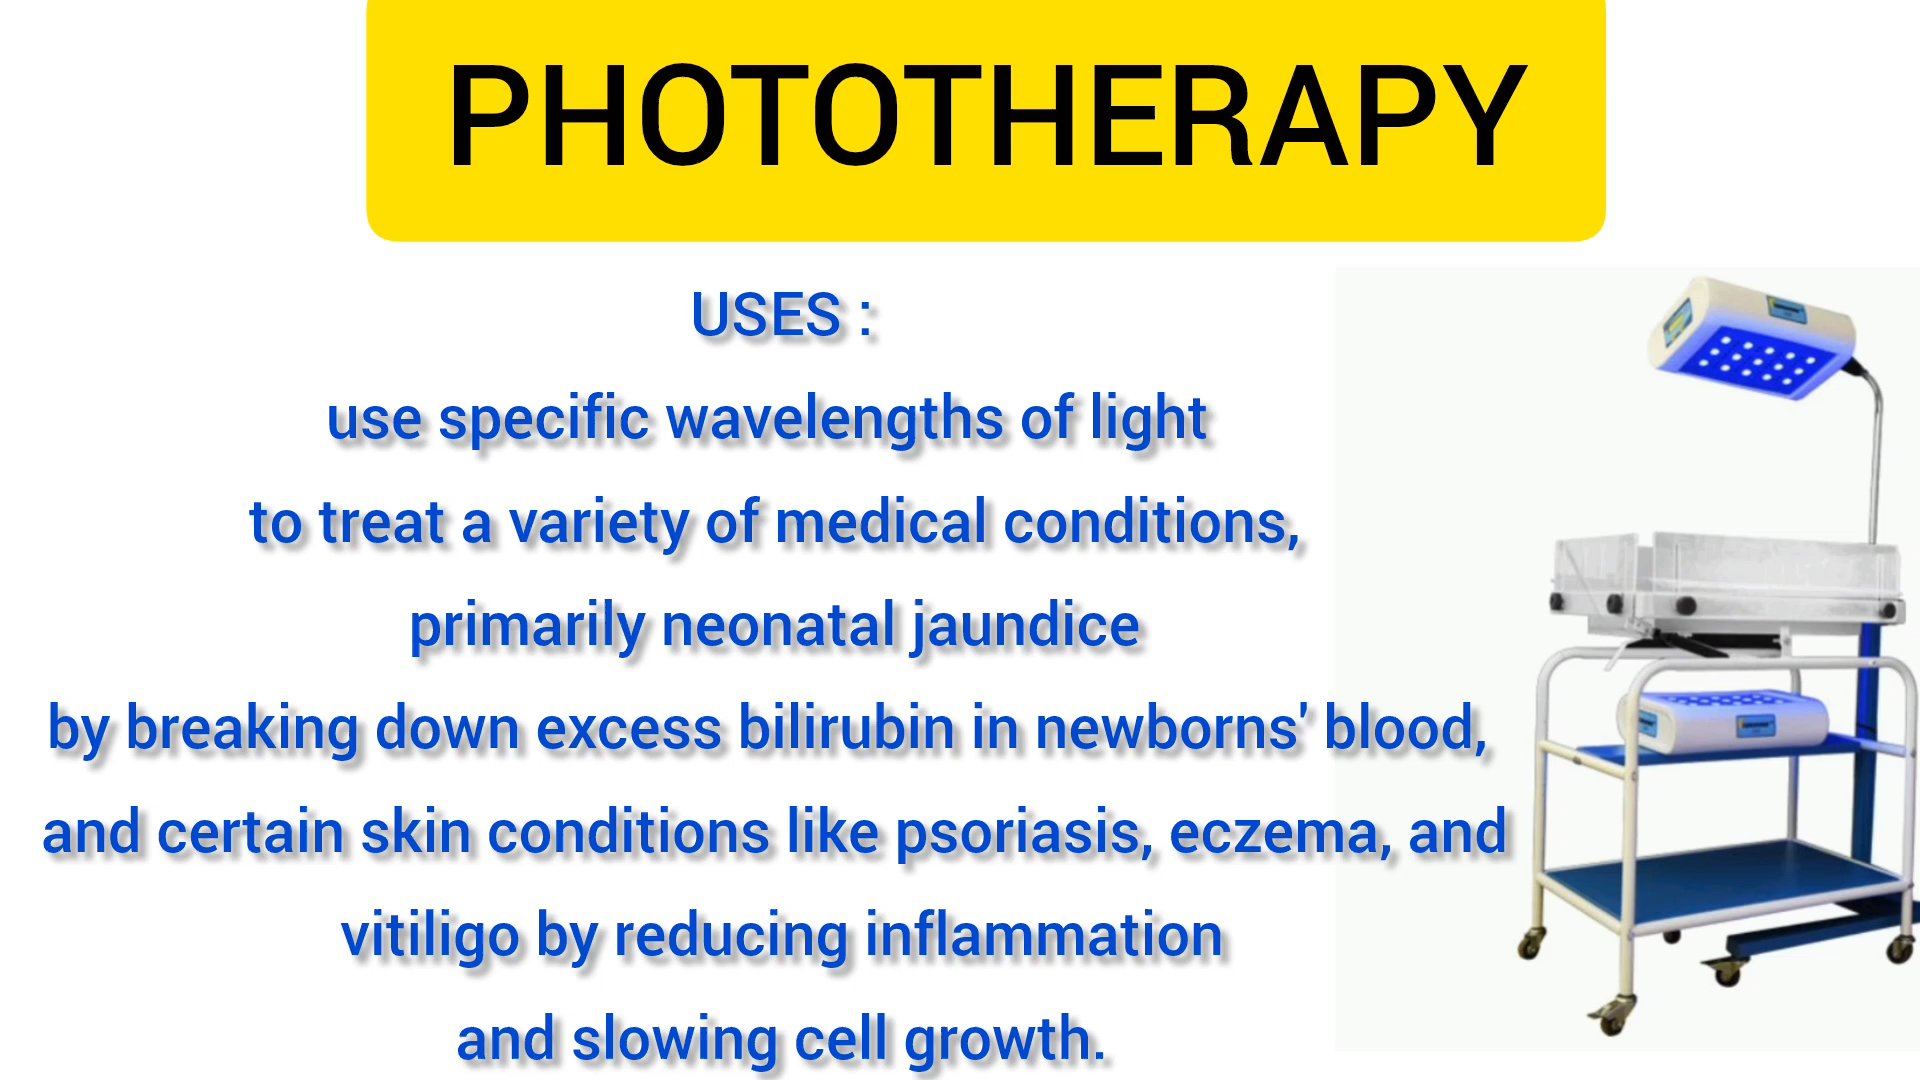 PHOTOTHERAPY
USES :
use specific wavelengths of light
to treat a variety of medical conditions,
primarily neonatal jaundice
by breaking down excess bilirubin in newborns' blood,
and certain skin conditions like psoriasis, eczema, and
vitiligo by reducing inflammation
and slowing cell growth.